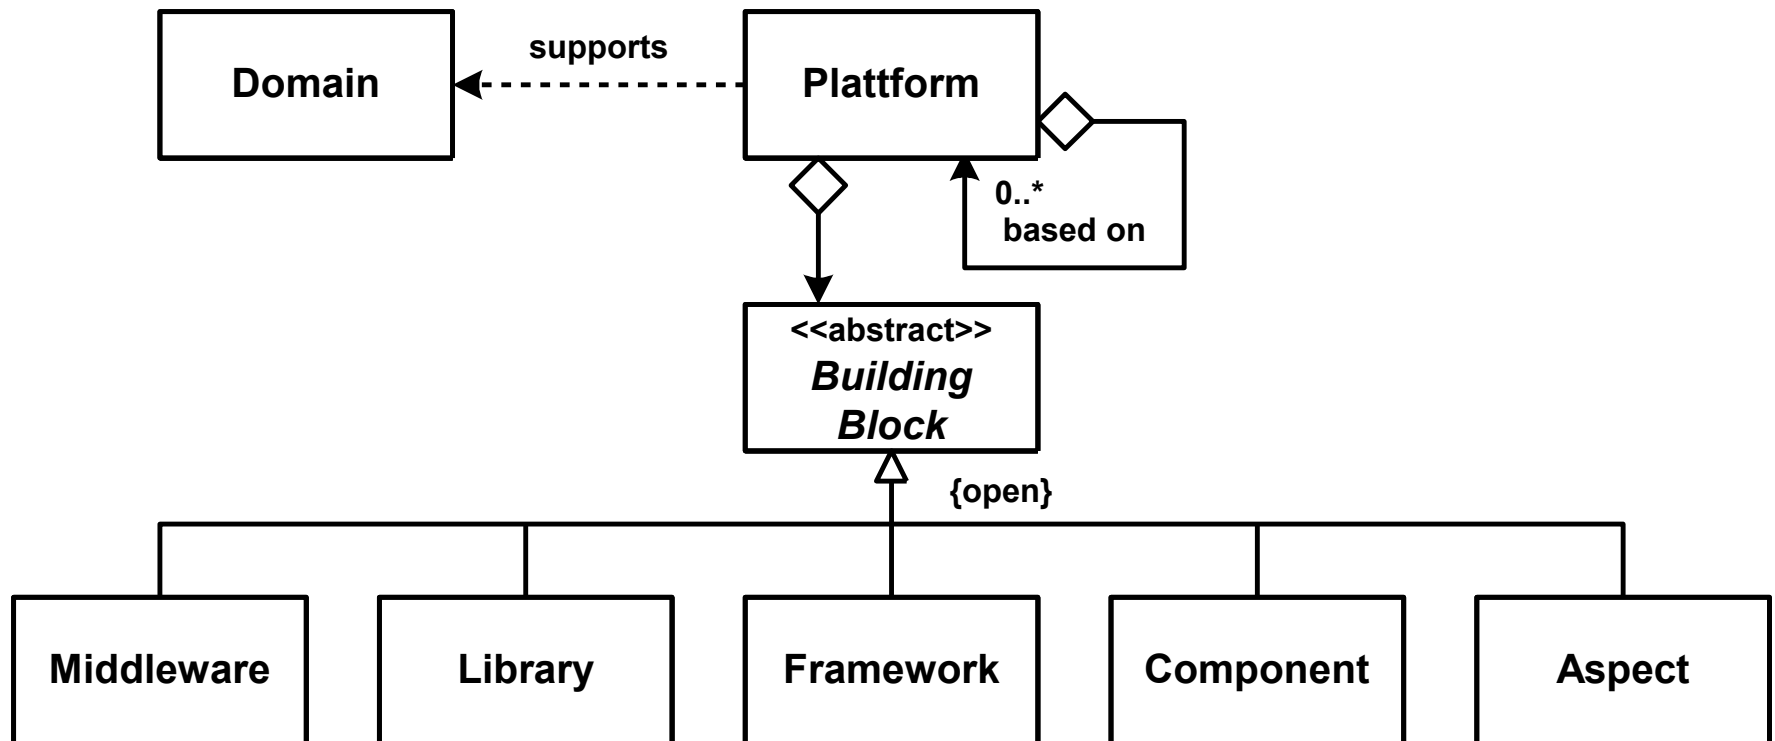 supports
Domain
Plattform
0..*
based on
<<abstract>>
Building
Block
{open}
Middleware
Library
Framework
Component
Aspect